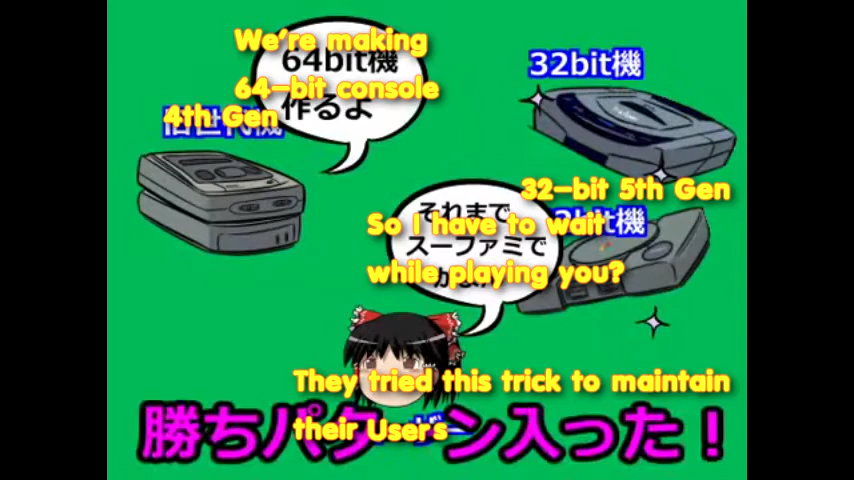 We're making
64bit機
64-bit console
作るよ
4th Gen
32bit機
32-bit 5th Gen
それまで
So I have to wait
スーファミで
while playing you?
They tried this trick to maintain
their User's
勝ちパターン入った！